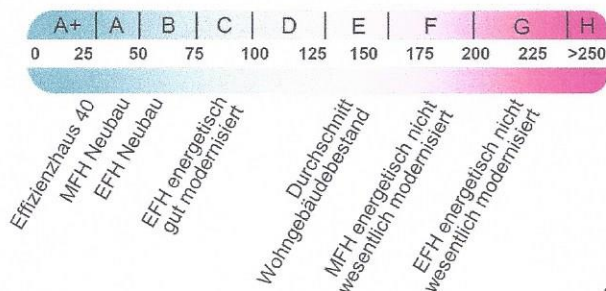 A+ A B C D E F G H
0 25 50 75 100 125 150 175 200 225 >250
Effizienzhaus 40
MFH Neubau
EFH Neubau
EFH energetisch
gut modernisiert
Durchschnitt
Wohngebäudebestand
MFH energetisch nicht
wesentlich modernisiert
EFH energetisch nicht
wesentlich modernisiert